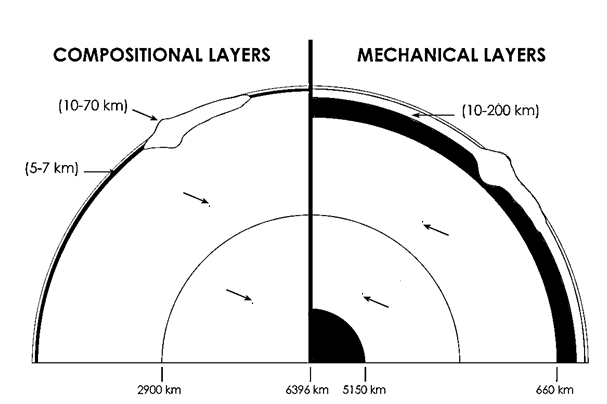 COMPOSITIONAL LAYERS
MECHANICAL LAYERS
(10-70 km)
(10-200 km)
(5-7 km)
2900 km
6396 km
5150 km
660 km